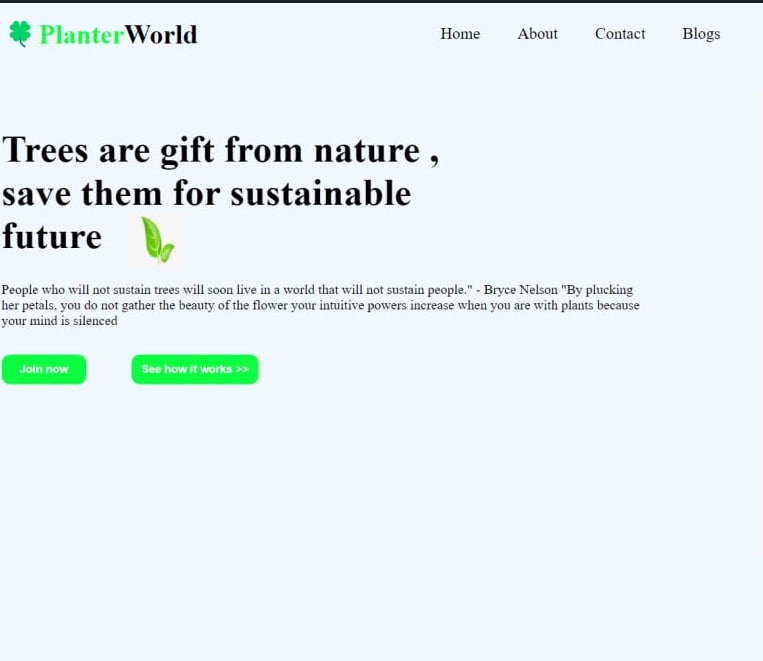 PlanterWorld
Home About Contact Blogs
Trees are gift from nature ,
save them for sustainable
future
People who will not sustain trees will soon live in a world that will not sustain people." - Bryce Nelson "By plucking
her petals, you do not gather the beauty of the flower your intuitive powers increase when you are with plants because
your mind is silenced
Join now
See how it works >>